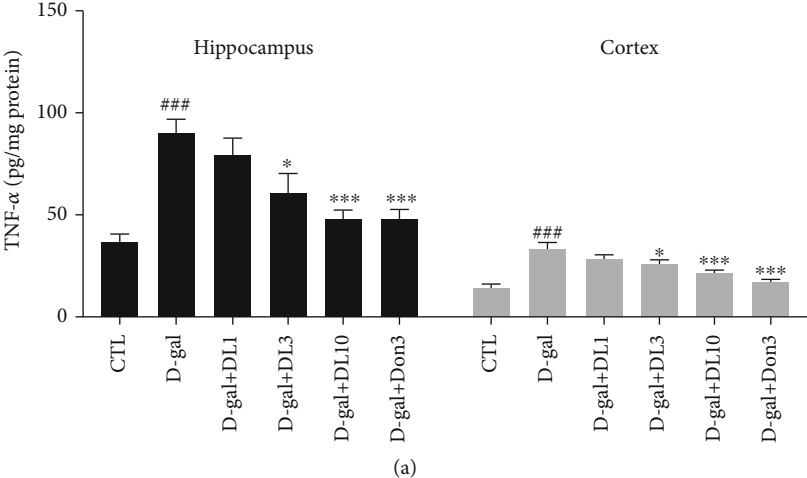 TNF-α (pg/mg protein)
150
100
50
0
Hippocampus
Cortex
###
*
***
***
###
*
***
***
CTL
D-gal
D-gal+DL1
D-gal+DL3
D-gal+DL10
D-gal+Don3
CTL
D-gal
D-gal+DL1
D-gal+DL3
D-gal+DL10
D-gal+Don3
(a)